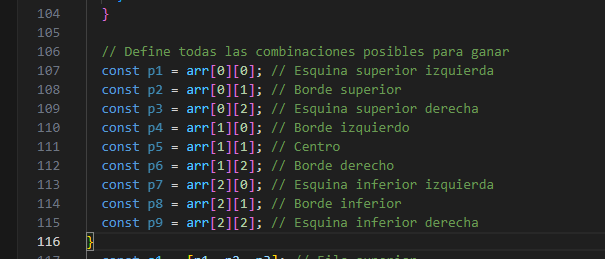 104 }
105
106 // Define todas las combinaciones posibles para ganar
107 const p1 = arr[0][0]; // Esquina superior izquierda
108 const p2 = arr[0][1]; // Borde superior
109 const p3 = arr[0][2]; // Esquina superior derecha
110 const p4 = arr[1][0]; // Borde izquierdo
111 const p5 = arr[1][1]; // Centro
112 const p6 = arr[1][2]; // Borde derecho
113 const p7 = arr[2][0]; // Esquina inferior izquierda
114 const p8 = arr[2][1]; // Borde inferior
115 const p9 = arr[2][2]; // Esquina inferior derecha
116 }